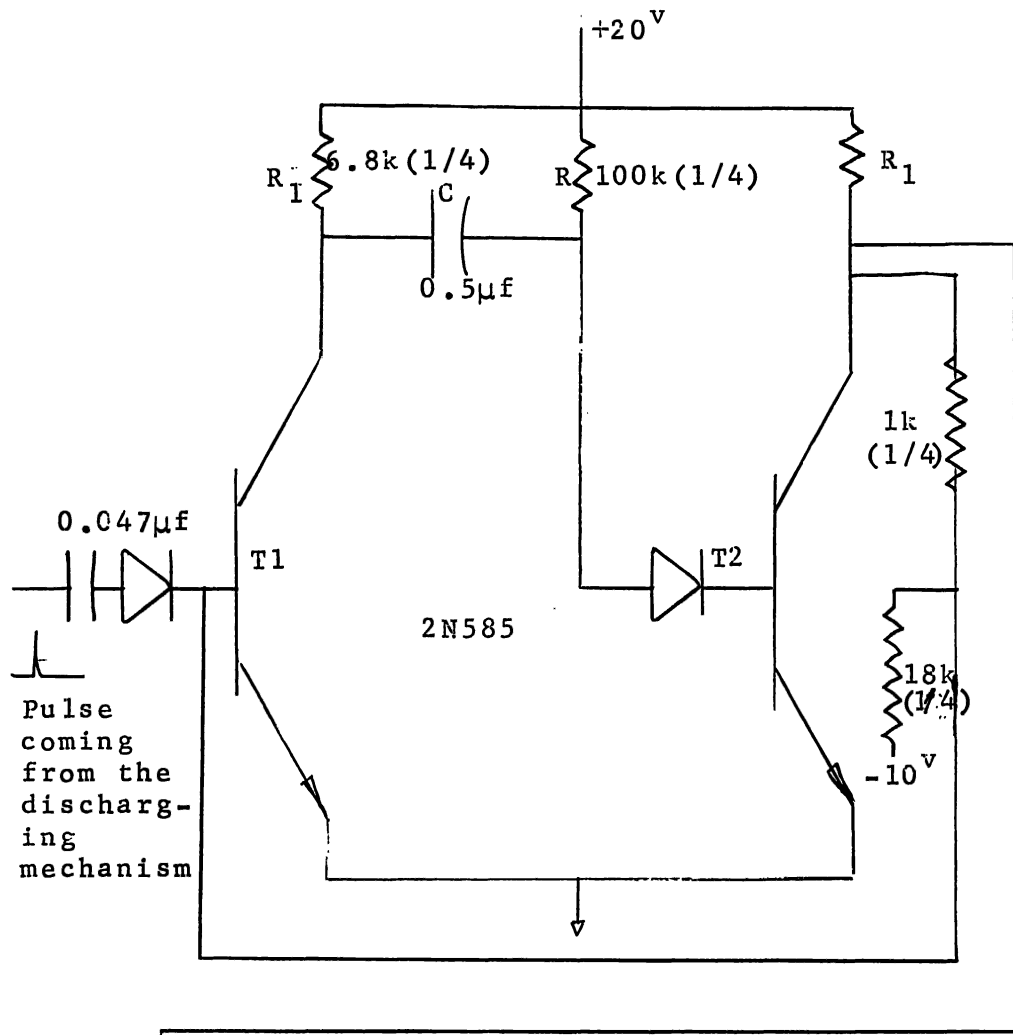 +20v
R1
6.8k(1/4)
C
0.5µf
R
100k(1/4)
R1
1k
(1/4)
0.047µf
T1
T2
2N585
18k
(1/4)
-10v
Pulse
coming
from the
discharg-
ing
mechanism